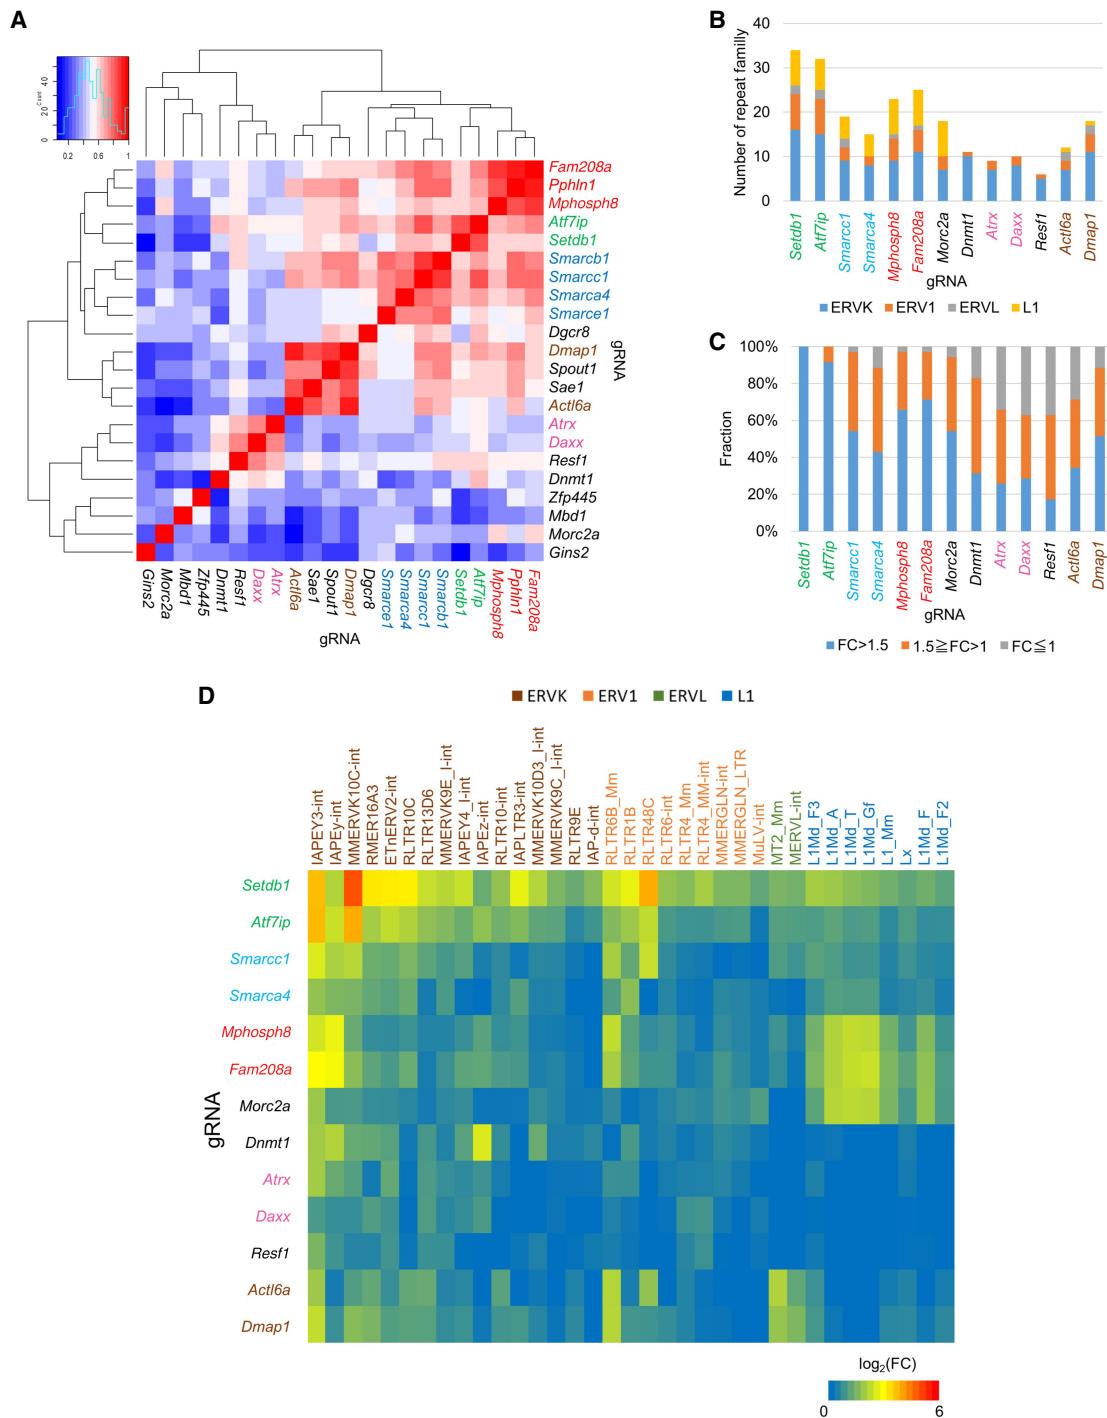 A
Count
0 20 40
0.2 0.6 1
Fam208a
Pphln1
Mphosph8
Atf7ip
Setdb1
Smarcb1
Smarcc1
Smarca4
Smarce1
Dgcr8
Dmap1
Spout1
Sae1
Actl6a
Atrx
Daxx
Resf1
Dnmt1
Zfp445
Mbd1
Morc2a
Gins2
gRNA
Gins2
Morc2a
Mbd1
Zfp445
Dnmt1
Resf1
Daxx
Atrx
Actl6a
Sae1
Spout1
Dmap1
Dgcr8
Smarce1
Smarca4
Smarcc1
Smarcb1
Setdb1
Atf7ip
Mphosph8
Pphln1
Fam208a
gRNA
B
Number of repeat familly
40
30
20
10
0
Setdb1
Atf7ip
Smarcc1
Smarca4
Mphosph8
Fam208a
Morc2a
Dnmt1
Atrx
Daxx
Resf1
Actl6a
Dmap1
gRNA
ERVK ERV1 ERVL L1
C
Fraction
100%
80%
60%
40%
20%
0%
Setdb1
Atf7ip
Smarcc1
Smarca4
Mphosph8
Fam208a
Morc2a
Dnmt1
Atrx
Daxx
Resf1
Actl6a
Dmap1
gRNA
FC>1.5 1.5≧FC>1 FC≦1
D
ERVK ERV1 ERVL L1
IAPEY3-int
IAPEy-int
MMERVK10C-int
RMER16A3
ETnERV2-int
RLTR10C
RLTR13D6
MMERVK9E_I-int
IAPEY4_I-int
IAPEz-int
RLTR10-int
IAPLTR3-int
MMERVK10D3_I-int
MMERVK9C_I-int
RLTR9E
IAP-d-int
RLTR6B_Mm
RLTR1B
RLTR48C
RLTR6-int
RLTR4_Mm
RLTR4_MM-int
MMERGLN-int
MMERGLN_LTR
MuLV-int
MT2_Mm
MERVL-int
L1Md_F3
L1Md_A
L1Md_T
L1Md_Gf
L1_Mm
Lx
L1Md_F
L1Md_F2
gRNA
Setdb1
Atf7ip
Smarcc1
Smarca4
Mphosph8
Fam208a
Morc2a
Dnmt1
Atrx
Daxx
Resf1
Actl6a
Dmap1
log2(FC)
0 6